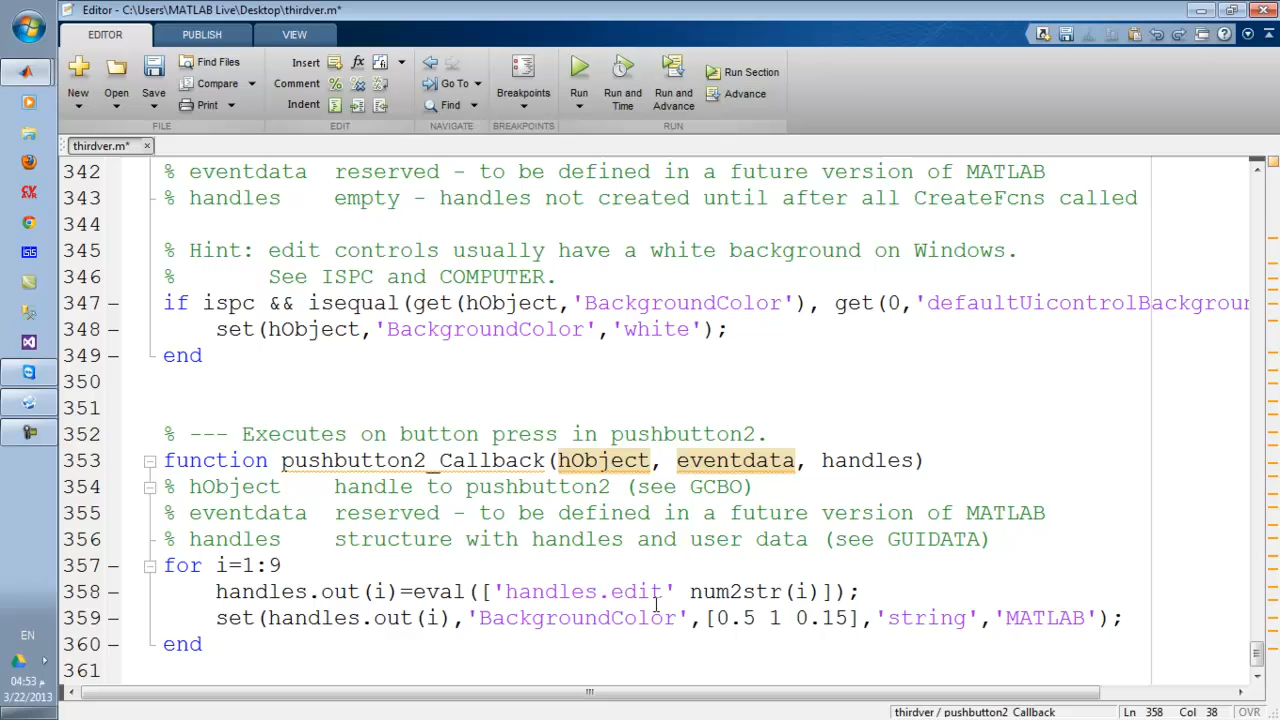 Editor - C:\Users\MATLAB Live\Desktop\thirdver.m*
EDITOR PUBLISH VIEW
New Open Save Find Files Compare Print
Insert fx Comment Indent
Go To Find
Breakpoints
Run Run and Time Run and Advance Run Section Advance
FILE EDIT NAVIGATE BREAKPOINTS RUN
thirdver.m*
342 % eventdata  reserved - to be defined in a future version of MATLAB
343 % handles    empty - handles not created until after all CreateFcns called
344
345 % Hint: edit controls usually have a white background on Windows.
346 %       See ISPC and COMPUTER.
347 if ispc && isequal(get(hObject,'BackgroundColor'), get(0,'defaultUicontrolBackgroun
348     set(hObject,'BackgroundColor','white');
349 end
350
351
352 % --- Executes on button press in pushbutton2.
353 function pushbutton2_Callback(hObject, eventdata, handles)
354 % hObject    handle to pushbutton2 (see GCBO)
355 % eventdata  reserved - to be defined in a future version of MATLAB
356 % handles    structure with handles and user data (see GUIDATA)
357 for i=1:9
358     handles.out(i)=eval(['handles.edit' num2str(i)]);
359     set(handles.out(i),'BackgroundColor',[0.5 1 0.15],'string','MATLAB');
360 end
361
thirdver / pushbutton2_Callback Ln 358 Col 38 OVR
CV
AVR
ISIS
EN
04:53 م
3/22/2013